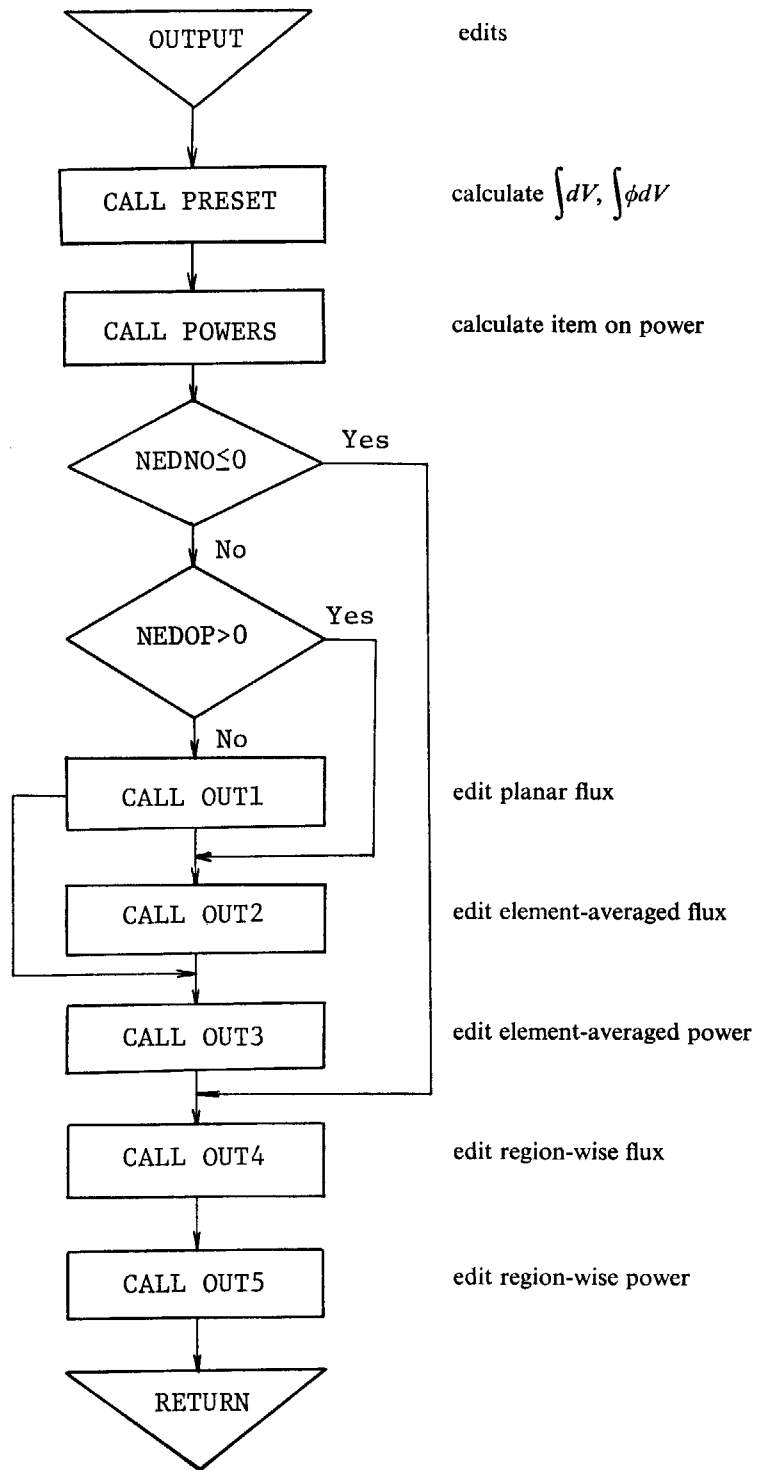 OUTPUT edits
CALL PRESET calculate ∫dV, ∫ϕdV
CALL POWERS calculate item on power
NEDNO≤0 Yes
No
NEDOP>0 Yes
No
CALL OUT1 edit planar flux
CALL OUT2 edit element-averaged flux
CALL OUT3 edit element-averaged power
CALL OUT4 edit region-wise flux
CALL OUT5 edit region-wise power
RETURN